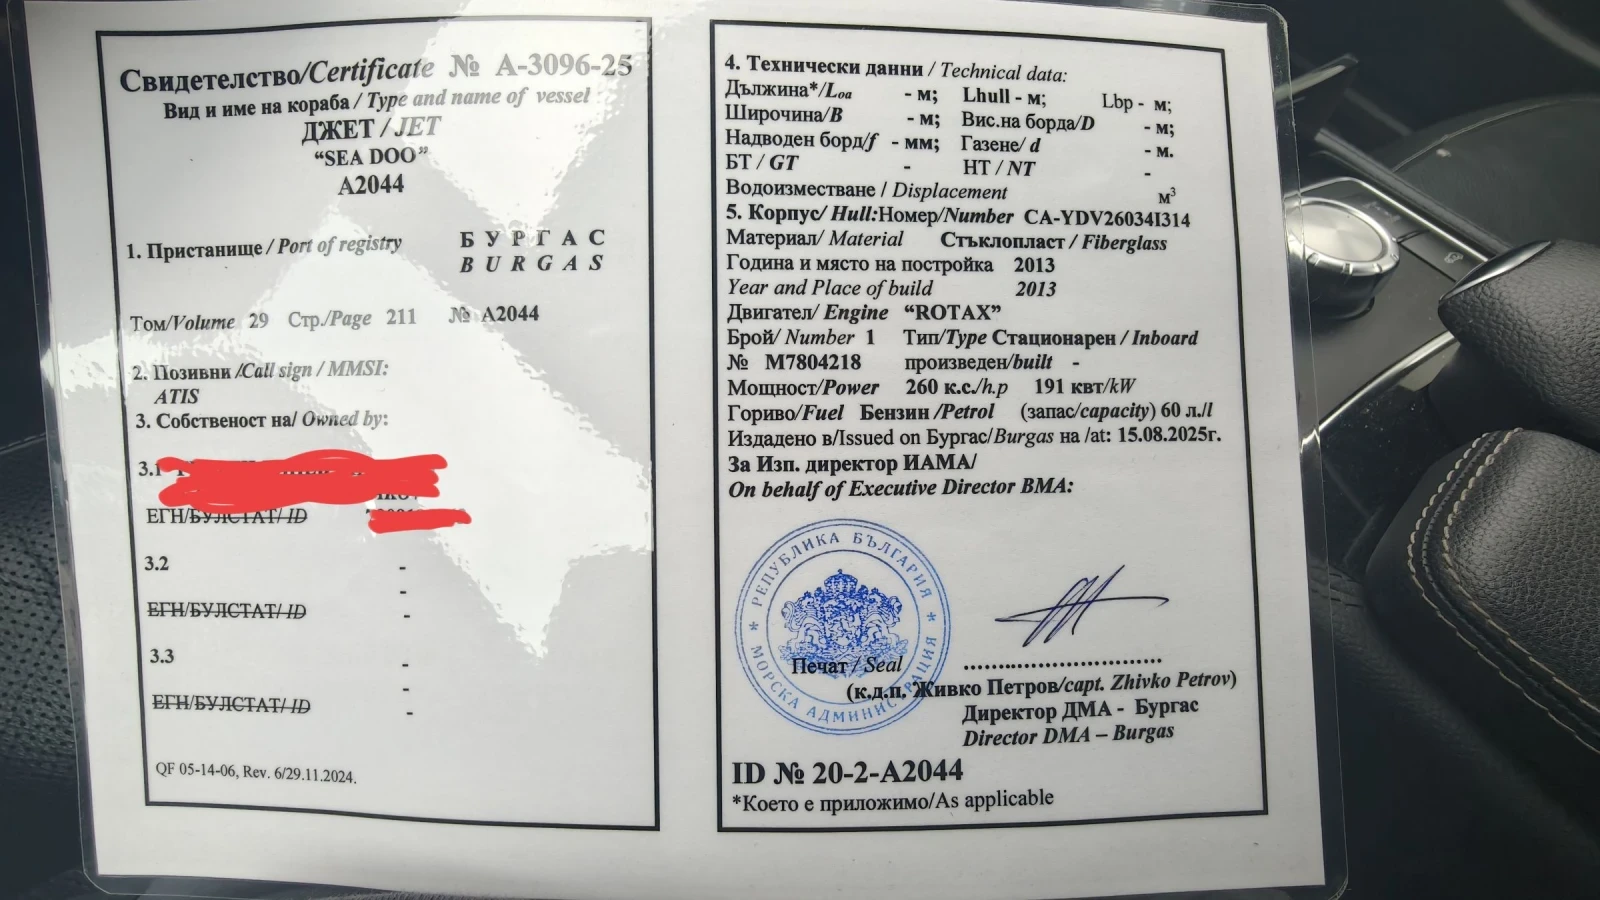 Свидетелство/Certificate № А-3096-25
Вид и име на кораба / Type and name of vessel
ДЖЕТ / JET
“SEA DOO”
А2044
1. Пристанище / Port of registry БУРГАС
BURGAS
Том/Volume 29 Стр./Page 211 № А2044
2. Позивни /Call sign / MMSI:
ATIS
3. Собственост на/ Owned by:
3.1
ЕГН/БУЛСТАТ/ ID
3.2 -
-
ЕГН/БУЛСТАТ/ ID -
3.3 -
-
ЕГН/БУЛСТАТ/ ID -
QF 05-14-06, Rev. 6/29.11.2024.
4. Технически данни / Technical data:
Дължина*/Loa - м; Lhull - м; Lbp - м;
Широчина/B - м; Вис.на борда/D - м;
Надводен борд/f - мм; Газене/ d - м.
БТ / GT - НТ / NT -
Водоизместване / Displacement м³
5. Корпус/ Hull:Номер/Number CA-YDV26034I314
Материал/ Material Стъклопласт / Fiberglass
Година и място на постройка 2013
Year and Place of build 2013
Двигател/ Engine “ROTAX”
Брой/ Number 1 Тип/Type Стационарен / Inboard
№ M7804218 произведен/built -
Мощност/Power 260 к.с./h.p 191 квт/kW
Гориво/Fuel Бензин /Petrol (запас/capacity) 60 л./l
Издадено в/Issued on Бургас/Burgas на /at: 15.08.2025г.
За Изп. директор ИАМА/
On behalf of Executive Director BMA:
РЕПУБЛИКА БЪЛГАРИЯ
МОРСКА АДМИНИСТРАЦИЯ
Печат / Seal
(к.д.п. Живко Петров/capt. Zhivko Petrov)
Директор ДМА - Бургас
Director DMA – Burgas
ID № 20-2-A2044
*Което е приложимо/As applicable